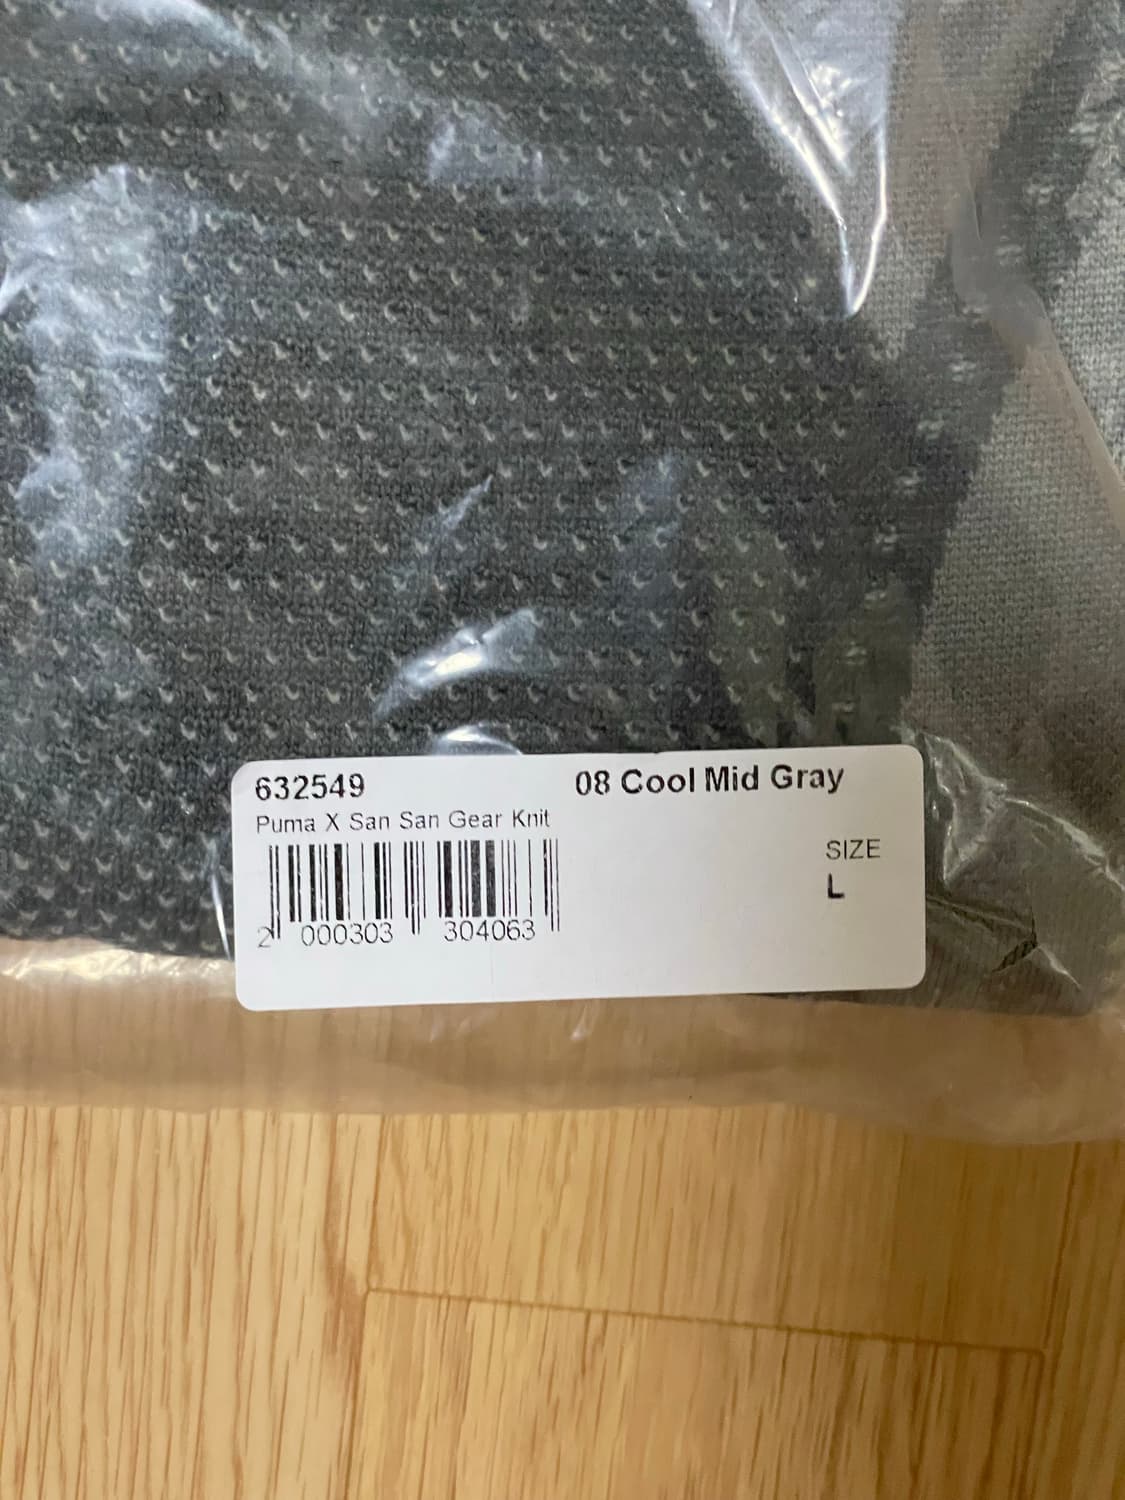 632549 08 Cool Mid Gray
Puma X San San Gear Knit
SIZE
L
2 000303 304063